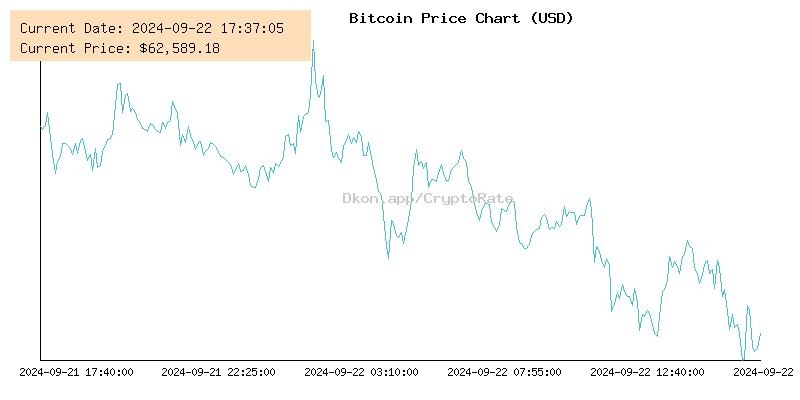 Bitcoin Price Chart (USD)
Current Date: 2024-09-22 17:37:05
Current Price: $62,589.18
Dkon.app/CryptoRate
2024-09-21 17:40:00 2024-09-21 22:25:00 2024-09-22 03:10:00 2024-09-22 07:55:00 2024-09-22 12:40:00 2024-09-22